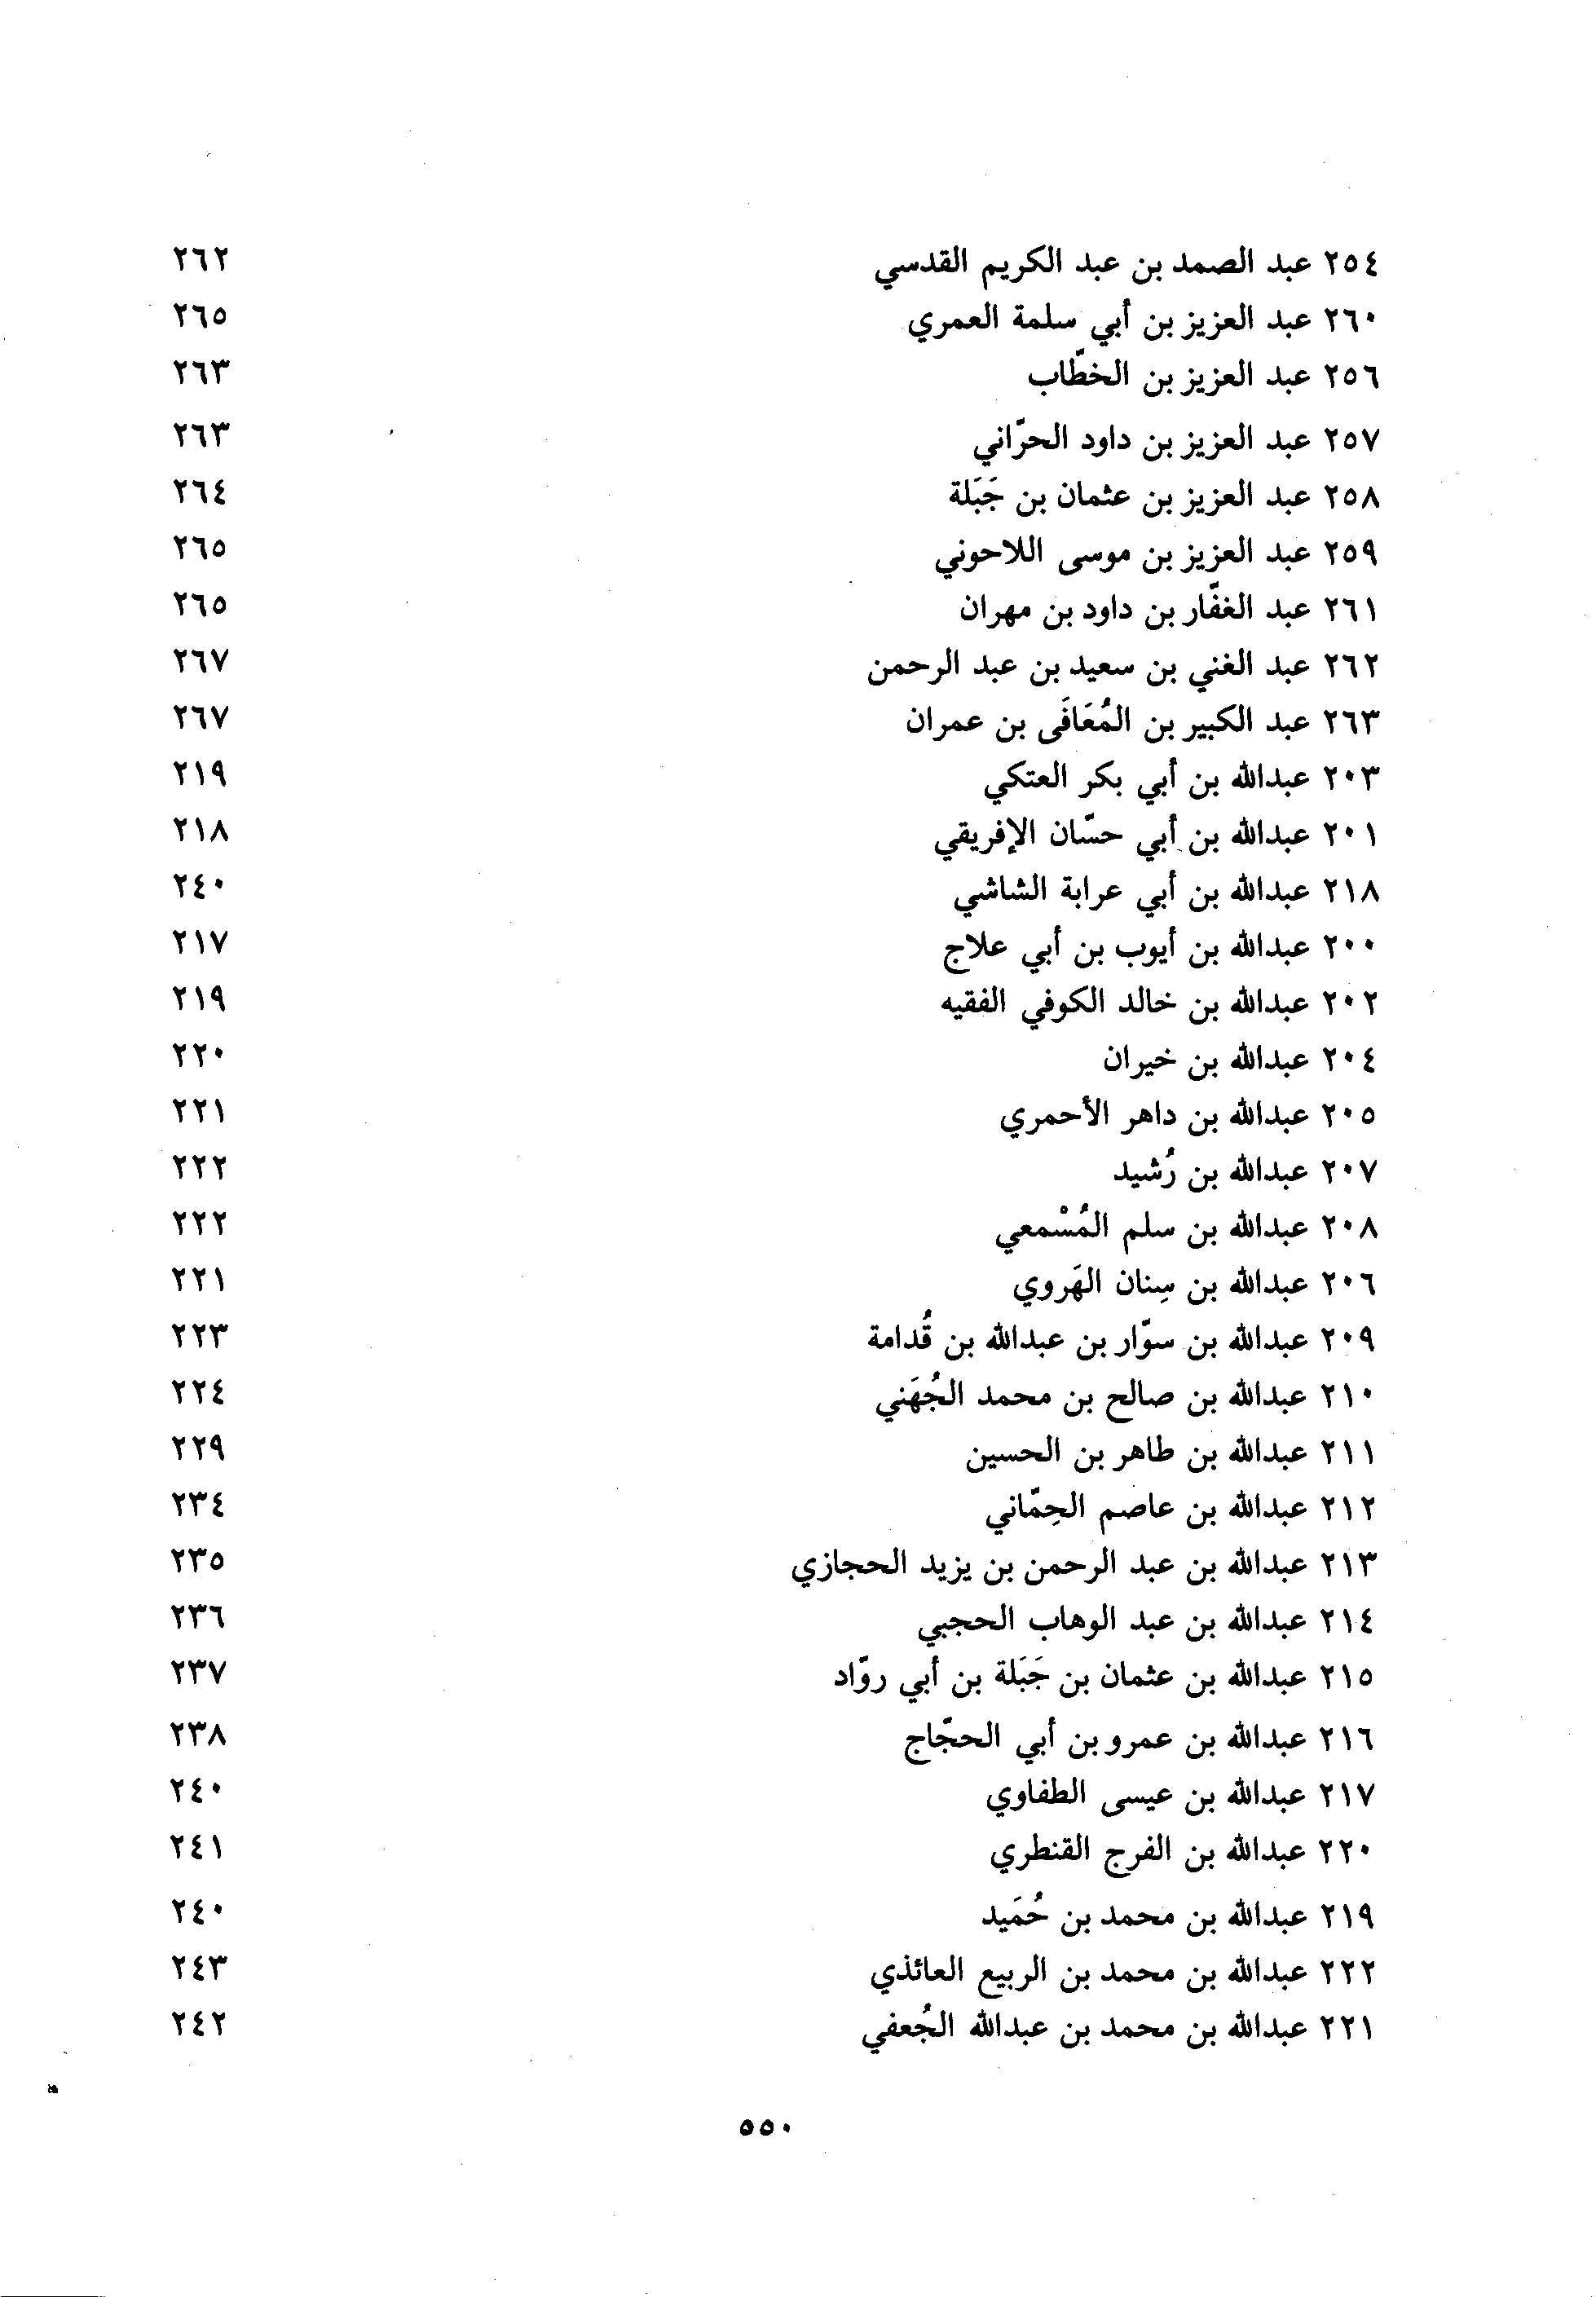 ٢٥٤ عبد الصمد بن عبد الكريم القدسي ٢٦٢
٢٦٠ عبد العزيز بن أبي سلمة العمري ٢٦٥
٢٥٦ عبد العزيز بن الخطّاب ٢٦٣
٢٥٧ عبد العزيز بن داود الحرّاني ٢٦٣
٢٥٨ عبد العزيز بن عثمان بن جَبَلة ٢٦٤
٢٥٩ عبد العزيز بن موسى اللاحوني ٢٦٥
٢٦١ عبد الغفّار بن داود بن مهران ٢٦٥
٢٦٢ عبد الغني بن سعيد بن عبد الرحمن ٢٦٧
٢٦٣ عبد الكبير بن المُعَافَى بن عمران ٢٦٧
٢٠٣ عبدالله بن أبي بكر العتكي ٢١٩
٢٠١ عبدالله بن أبي حسّان الإفريقي ٢١٨
٢١٨ عبدالله بن أبي عرابة الشاشي ٢٤٠
٢٠٠ عبدالله بن أيوب بن أبي علاج ٢١٧
٢٠٢ عبدالله بن خالد الكوفي الفقيه ٢١٩
٢٠٤ عبدالله بن خيران ٢٢٠
٢٠٥ عبدالله بن داهر الأحمري ٢٢١
٢٠٧ عبدالله بن رُشيد ٢٢٢
٢٠٨ عبدالله بن سلم المُسْمعي ٢٢٢
٢٠٦ عبدالله بن سِنان الهَروي ٢٢١
٢٠٩ عبدالله بن سوّار بن عبدالله بن قُدامة ٢٢٣
٢١٠ عبدالله بن صالح بن محمد الجُهَني ٢٢٤
٢١١ عبدالله بن طاهر بن الحسين ٢٢٩
٢١٢ عبدالله بن عاصم الحِمّاني ٢٣٤
٢١٣ عبدالله بن عبد الرحمن بن يزيد الحجازي ٢٣٥
٢١٤ عبدالله بن عبد الوهاب الحجبي ٢٣٦
٢١٥ عبدالله بن عثمان بن جَبَلة بن أبي روّاد ٢٣٧
٢١٦ عبدالله بن عمرو بن أبي الحجّاج ٢٣٨
٢١٧ عبدالله بن عيسى الطفاوي ٢٤٠
٢٢٠ عبدالله بن الفرج القنطري ٢٤١
٢١٩ عبدالله بن محمد بن حُمَيد ٢٤٠
٢٢٢ عبدالله بن محمد بن الربيع العائذي ٢٤٣
٢٢١ عبدالله بن محمد بن عبدالله الجُعفي ٢٤٢
٥٥٠